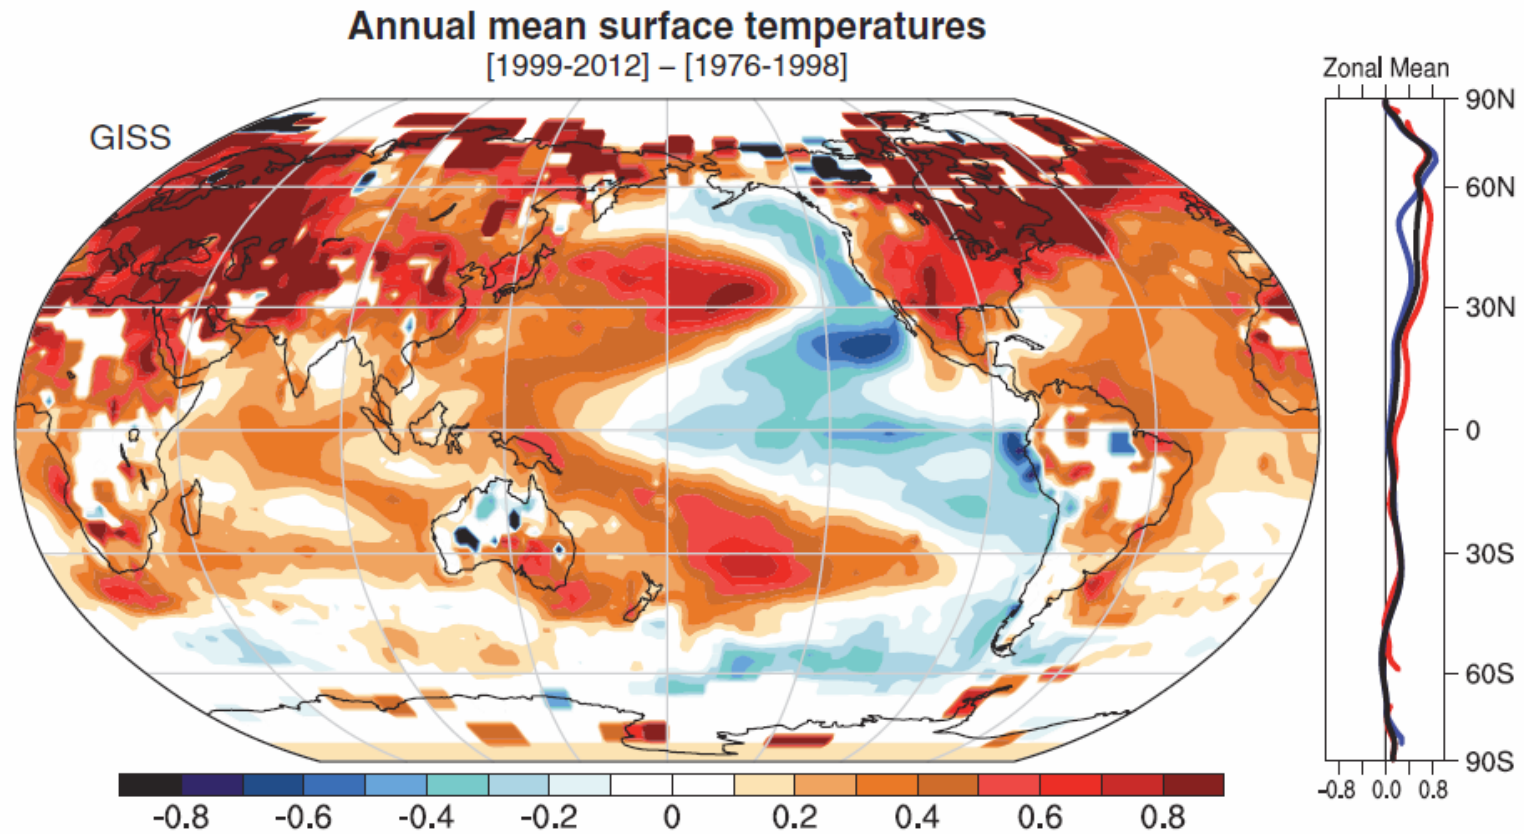 Annual mean surface temperatures
[1999-2012] – [1976-1998]
GISS
Zonal Mean
90N
60N
30N
0
30S
60S
90S
-0.8 0.0 0.8
-0.8 -0.6 -0.4 -0.2 0 0.2 0.4 0.6 0.8